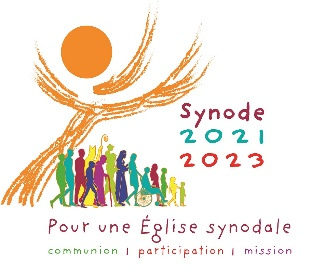 Synode
2021
2023
Pour une Église synodale
communion | participation | mission